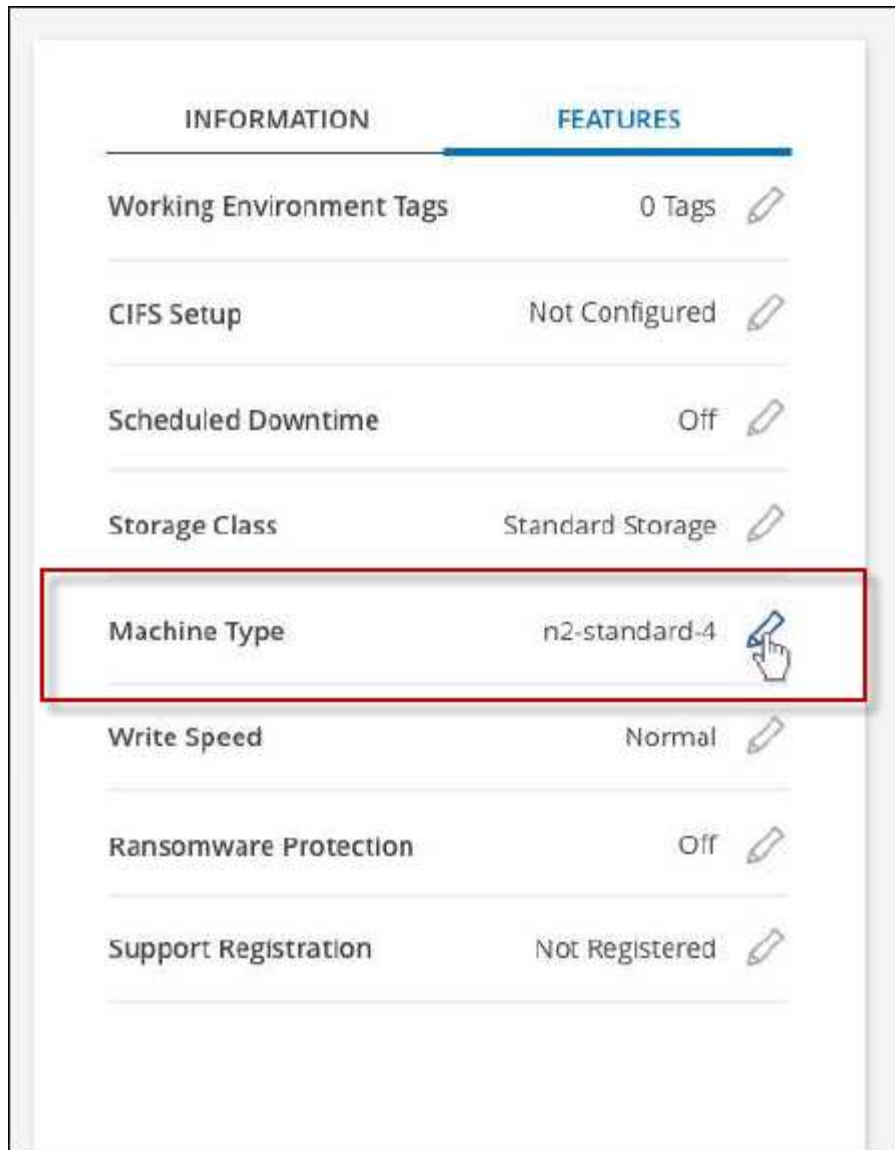 INFORMATION FEATURES
Working Environment Tags 0 Tags
CIFS Setup Not Configured
Scheduled Downtime Off
Storage Class Standard Storage
Machine Type n2-standard-4
Write Speed Normal
Ransomware Protection Off
Support Registration Not Registered